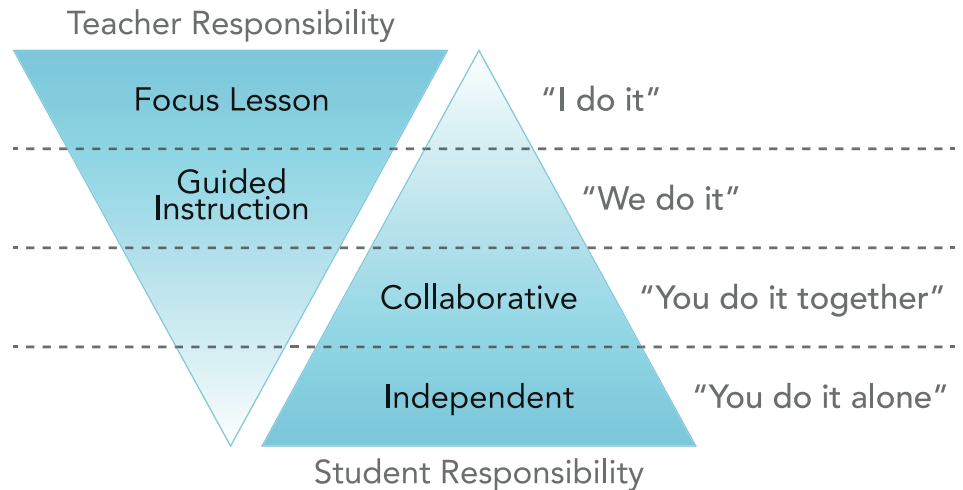 Teacher Responsibility
Focus Lesson
“I do it”
Guided
Instruction
“We do it”
Collaborative
“You do it together”
Independent
“You do it alone”
Student Responsibility